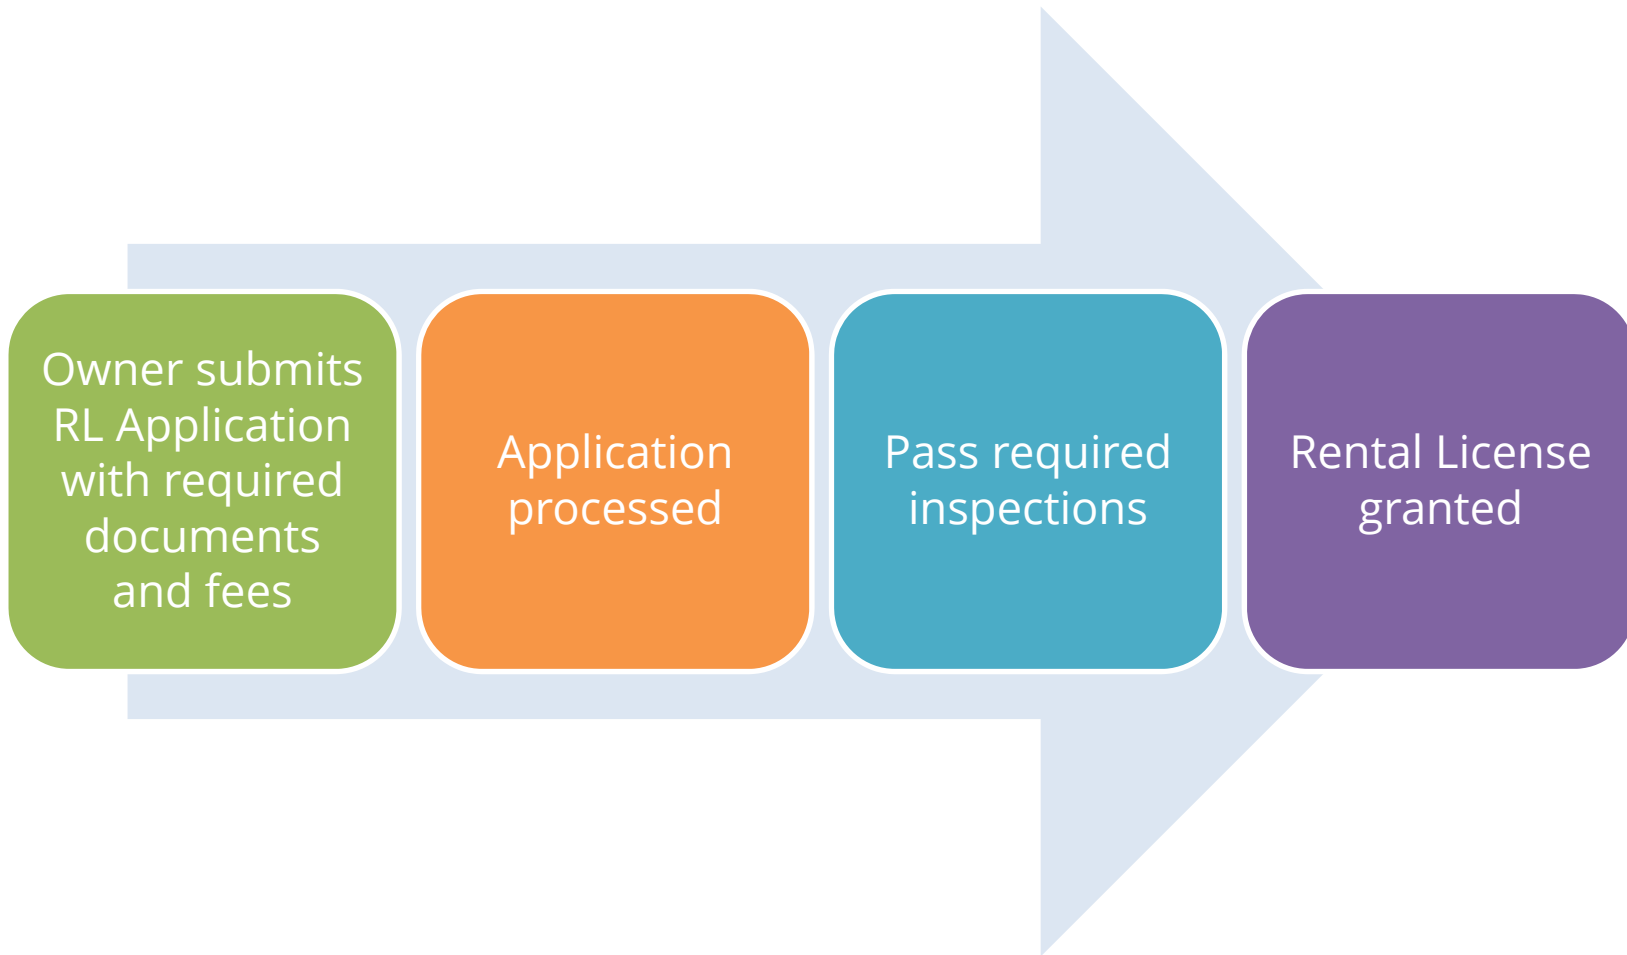 Owner submits
RL Application
with required
documents
and fees
Application
processed
Pass required
inspections
Rental License
granted